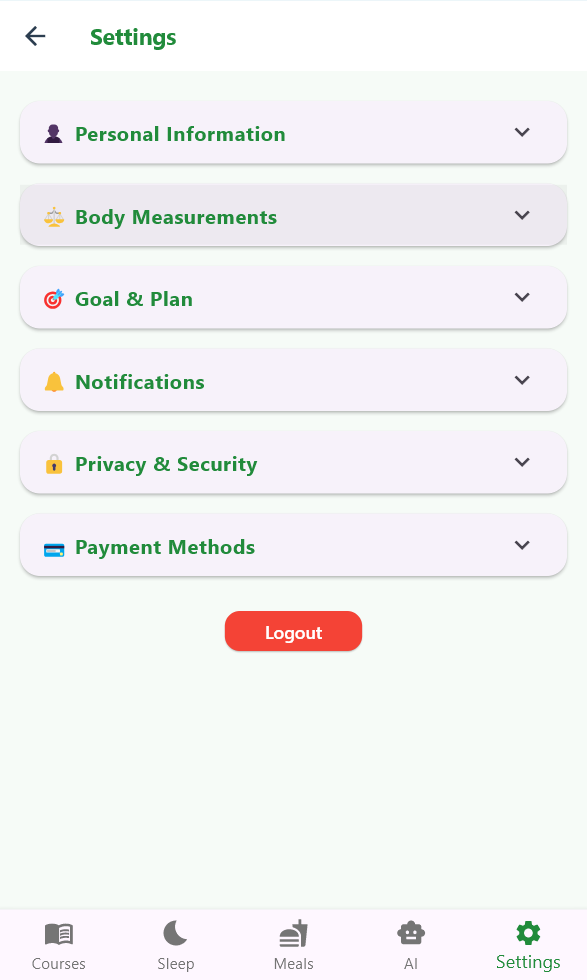 Settings
Personal Information
Body Measurements
Goal & Plan
Notifications
Privacy & Security
Payment Methods
Logout
Courses
Sleep
Meals
AI
Settings